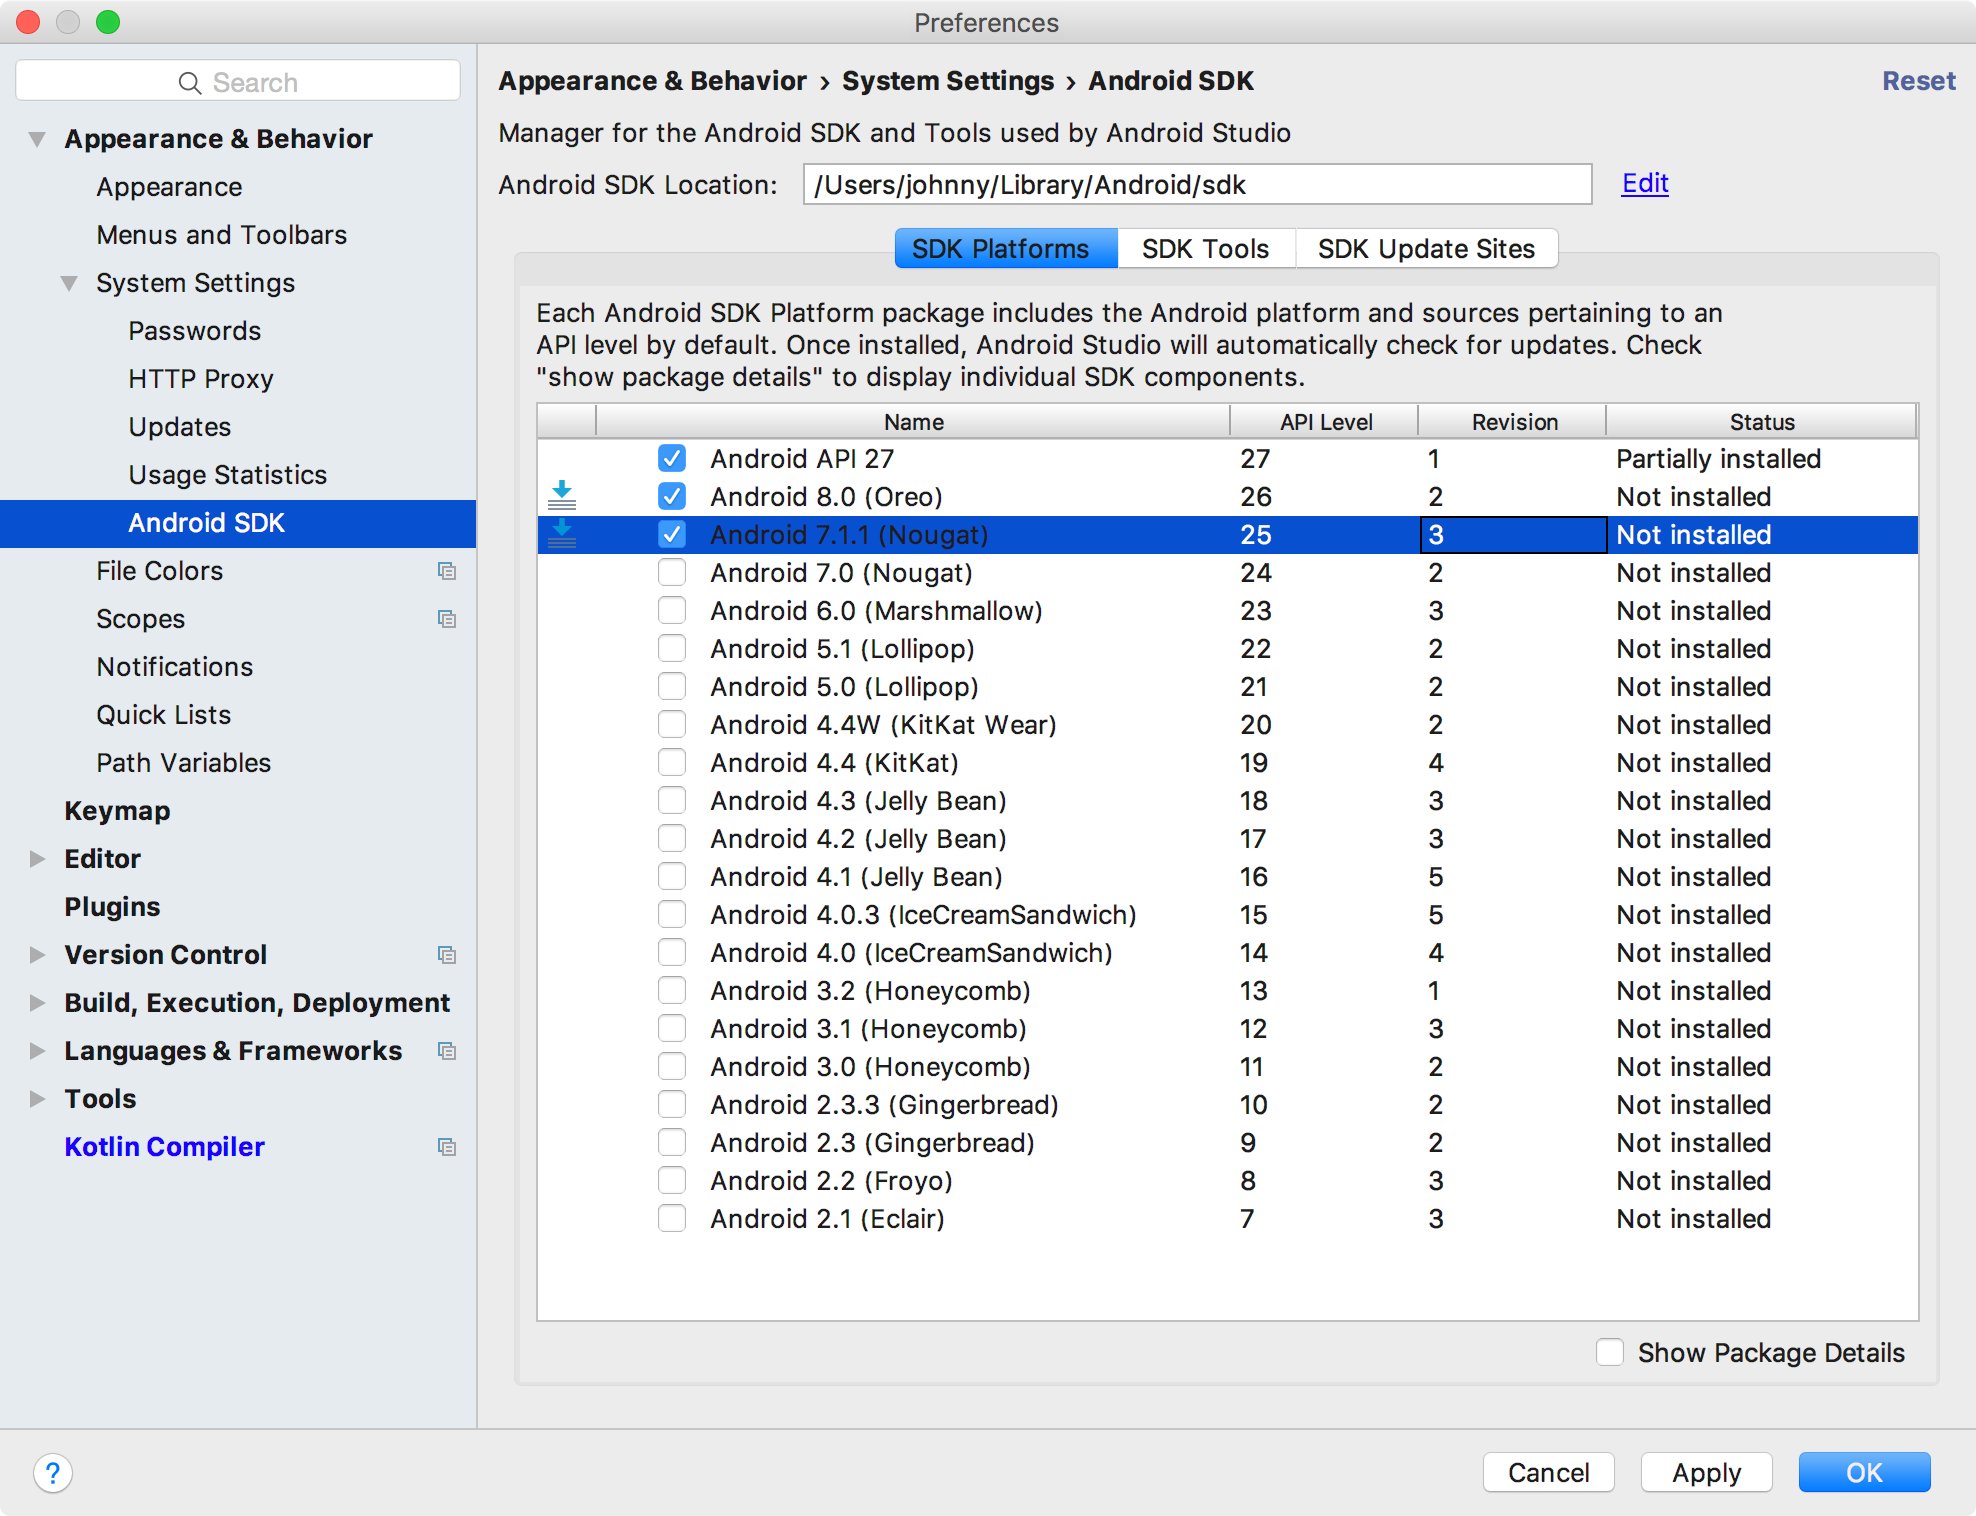 Preferences
Search
Appearance & Behavior
Appearance
Menus and Toolbars
System Settings
Passwords
HTTP Proxy
Updates
Usage Statistics
Android SDK
File Colors
Scopes
Notifications
Quick Lists
Path Variables
Keymap
Editor
Plugins
Version Control
Build, Execution, Deployment
Languages & Frameworks
Tools
Kotlin Compiler
Appearance & Behavior › System Settings › Android SDK
Reset
Manager for the Android SDK and Tools used by Android Studio
Android SDK Location: /Users/johnny/Library/Android/sdk Edit
SDK Platforms SDK Tools SDK Update Sites
Each Android SDK Platform package includes the Android platform and sources pertaining to an
API level by default. Once installed, Android Studio will automatically check for updates. Check
"show package details" to display individual SDK components.
Name API Level Revision Status
Android API 27 27 1 Partially installed
Android 8.0 (Oreo) 26 2 Not installed
Android 7.1.1 (Nougat) 25 3 Not installed
Android 7.0 (Nougat) 24 2 Not installed
Android 6.0 (Marshmallow) 23 3 Not installed
Android 5.1 (Lollipop) 22 2 Not installed
Android 5.0 (Lollipop) 21 2 Not installed
Android 4.4W (KitKat Wear) 20 2 Not installed
Android 4.4 (KitKat) 19 4 Not installed
Android 4.3 (Jelly Bean) 18 3 Not installed
Android 4.2 (Jelly Bean) 17 3 Not installed
Android 4.1 (Jelly Bean) 16 5 Not installed
Android 4.0.3 (IceCreamSandwich) 15 5 Not installed
Android 4.0 (IceCreamSandwich) 14 4 Not installed
Android 3.2 (Honeycomb) 13 1 Not installed
Android 3.1 (Honeycomb) 12 3 Not installed
Android 3.0 (Honeycomb) 11 2 Not installed
Android 2.3.3 (Gingerbread) 10 2 Not installed
Android 2.3 (Gingerbread) 9 2 Not installed
Android 2.2 (Froyo) 8 3 Not installed
Android 2.1 (Eclair) 7 3 Not installed
Show Package Details
? Cancel Apply OK